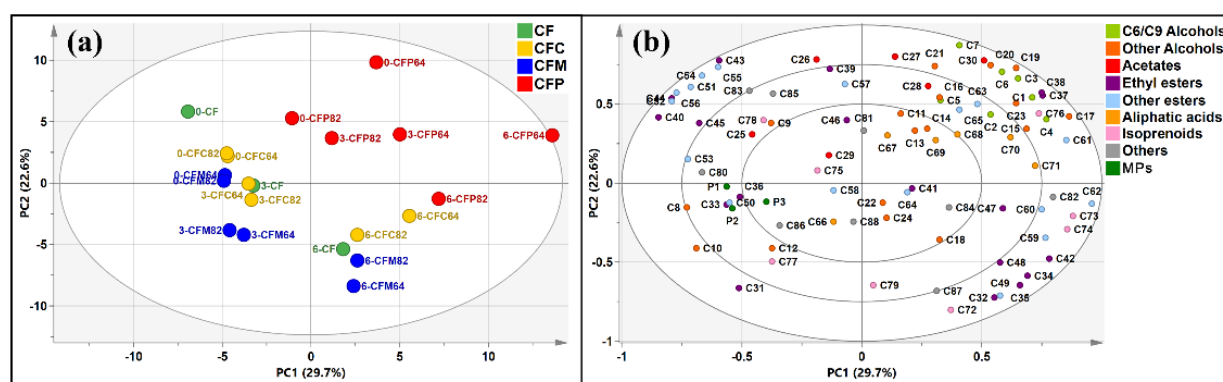 (a)
CF
CFC
CFM
CFP
10
5
0
-5
-10
PC2 (22.6%)
0-CFP64
0-CF
0-CFP82
3-CFP82
3-CFP64
6-CFP64
0-CFC82
0-CFC64
0-CFM64
0-CFM82
3-CF
3-CFC64
3-CFC82
6-CFP82
6-CFC64
3-CFM82
3-CFM64
6-CFC82
6-CF
6-CFM82
6-CFM64
-10
-5
0
5
10
PC1 (29.7%)
(b)
C6/C9 Alcohols
Other Alcohols
Acetates
Ethyl esters
Other esters
Aliphatic acids
Isoprenoids
Others
MPs
0.5
0
-0.5
-1
PC2 (22.6%)
C7
C43
C26
C27
C21
C30
C20
C19
C54
C55
C39
C6
C3
C51
C83
C85
C57
C28
C16
C63
C38
C37
C56
C5
C1
C40
C45
C78
C9
C46
C81
C11
C14
C65
C2
C23
C76
C17
C25
C67
C13
C69
C68
C15
C70
C4
C61
C53
C80
C29
C75
C71
P1
C36
P3
C58
C41
C82
C62
C8
C33
C50
P2
C22
C84
C47
C60
C73
C86
C66
C88
C24
C74
C10
C12
C18
C59
C77
C48
C42
C31
C79
C87
C49
C34
C32
C35
C72
-1
-0.5
0
0.5
1
PC1 (29.7%)